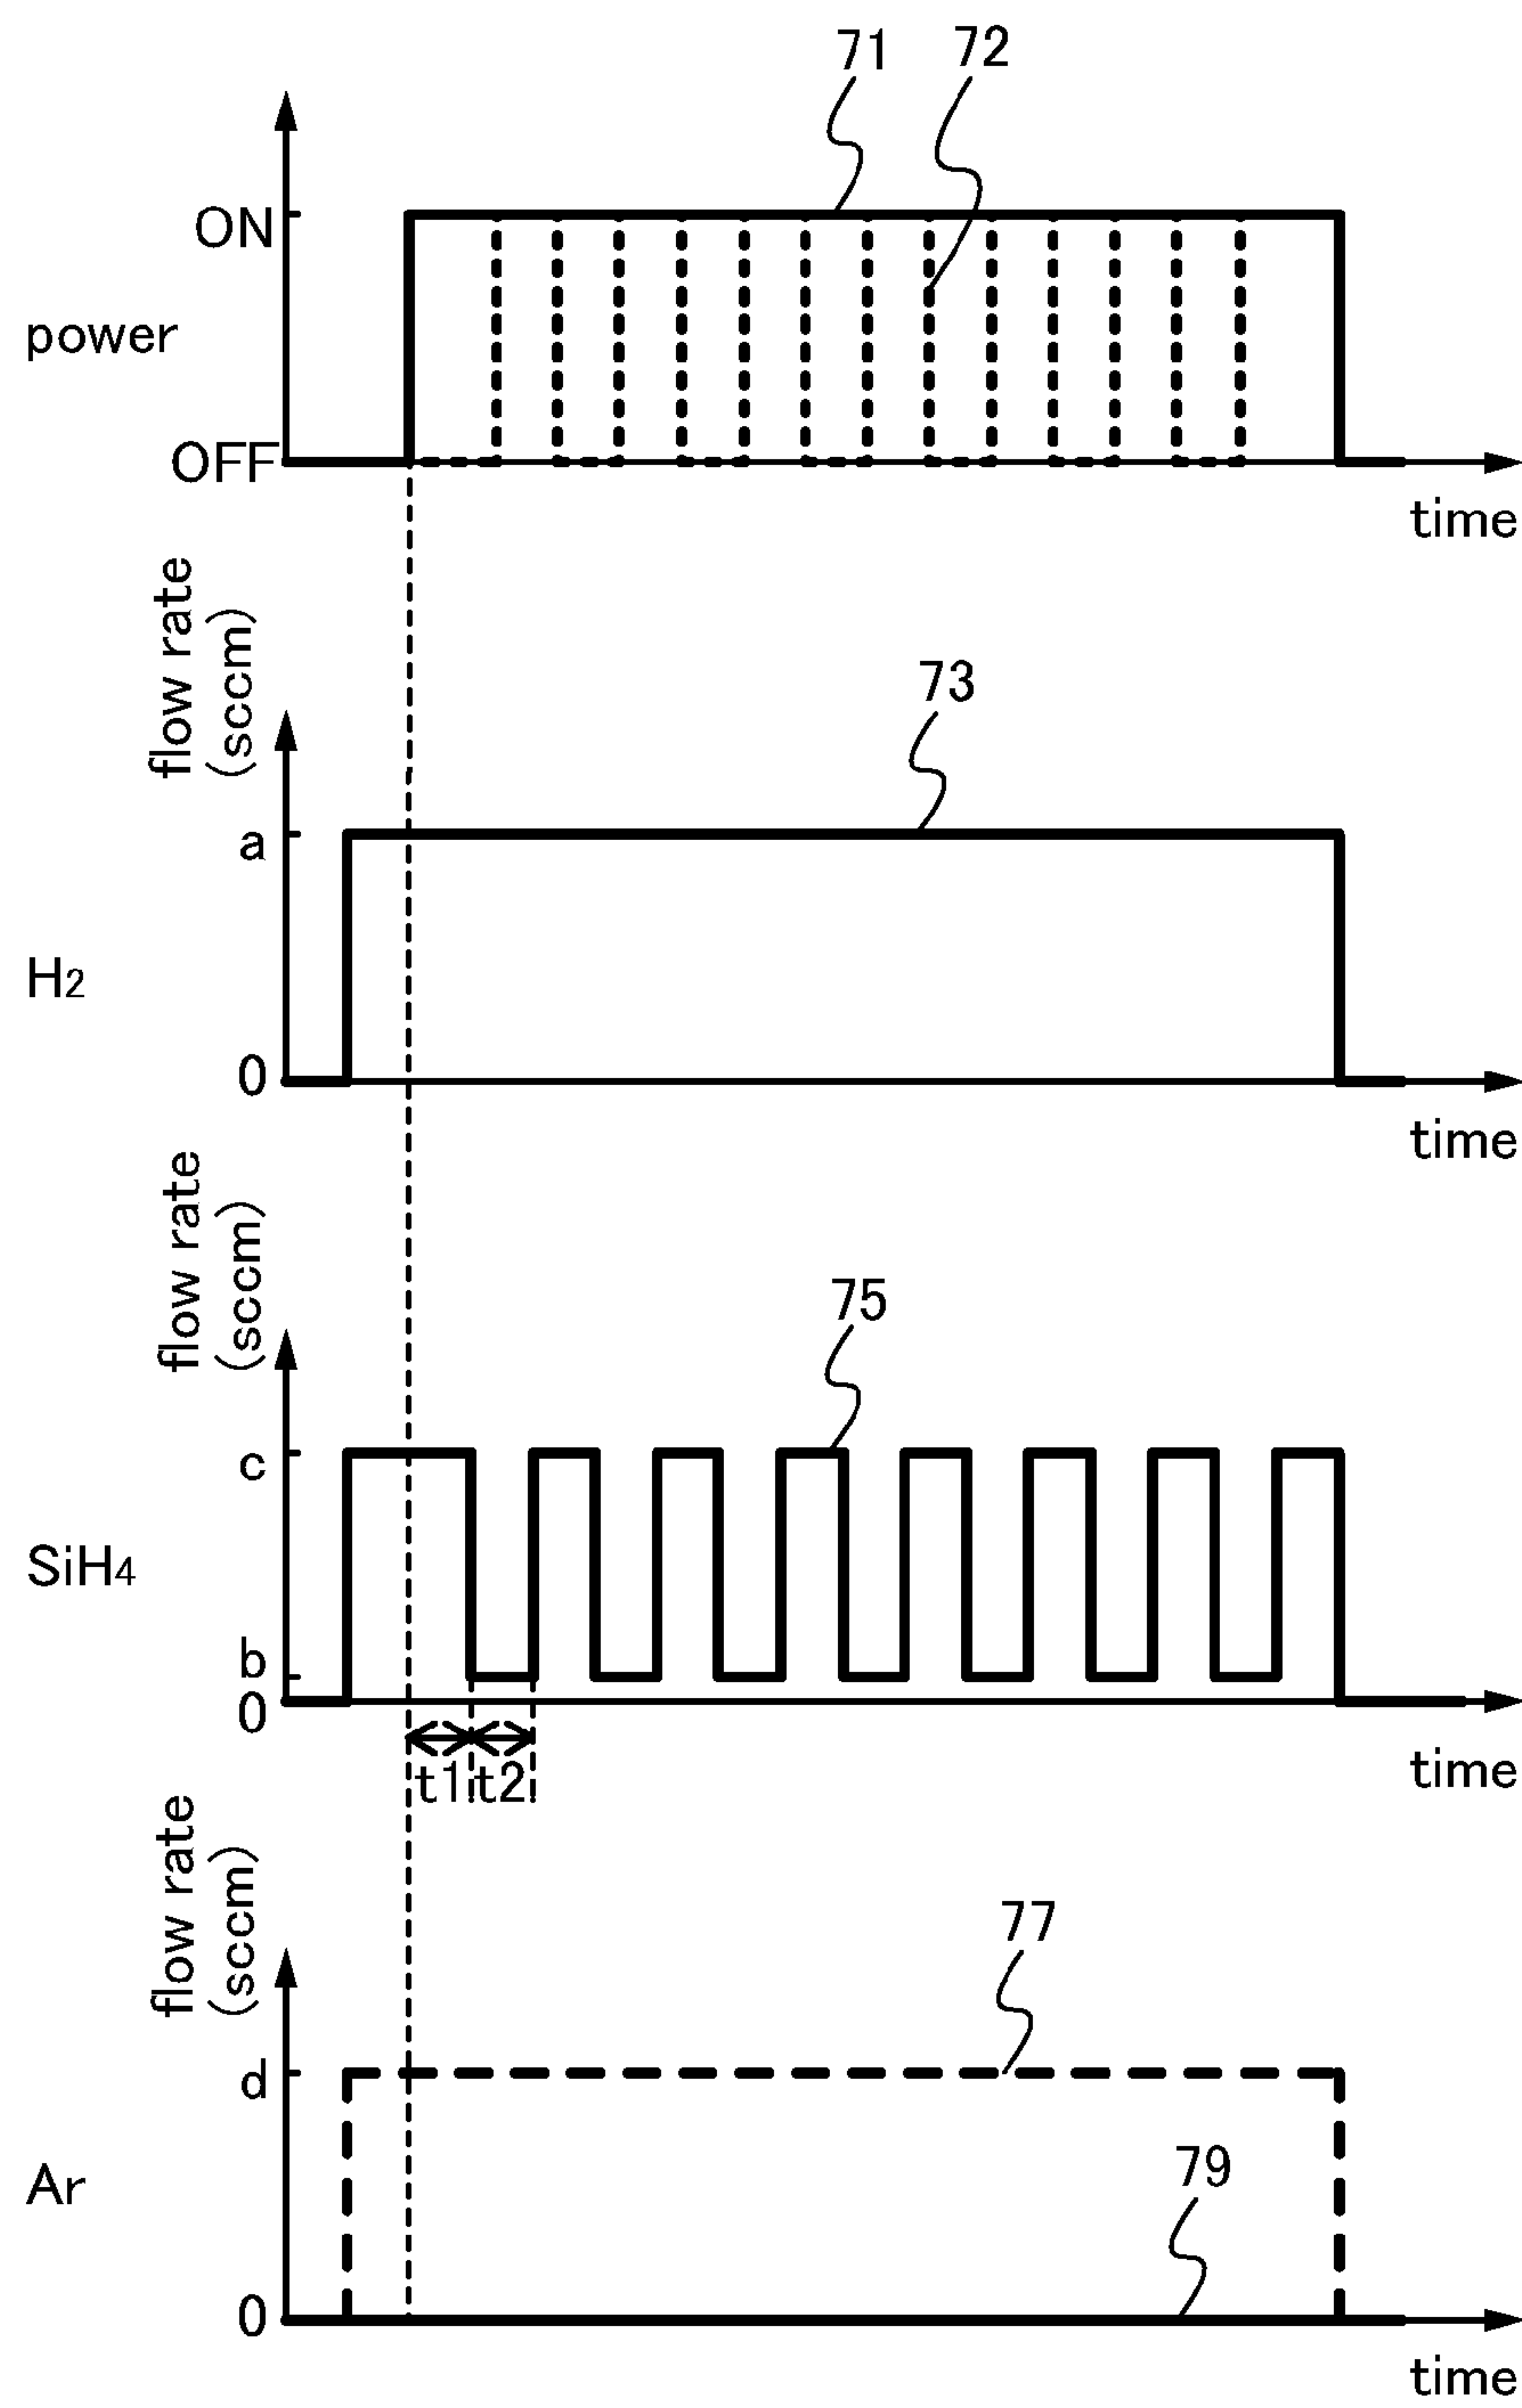 71
72
ON
power
OFF
time
flow rate
(sccm)
73
a
H2
0
time
flow rate
(sccm)
75
c
SiH4
b
0
t1
t2
time
flow rate
(sccm)
77
d
79
Ar
0
time